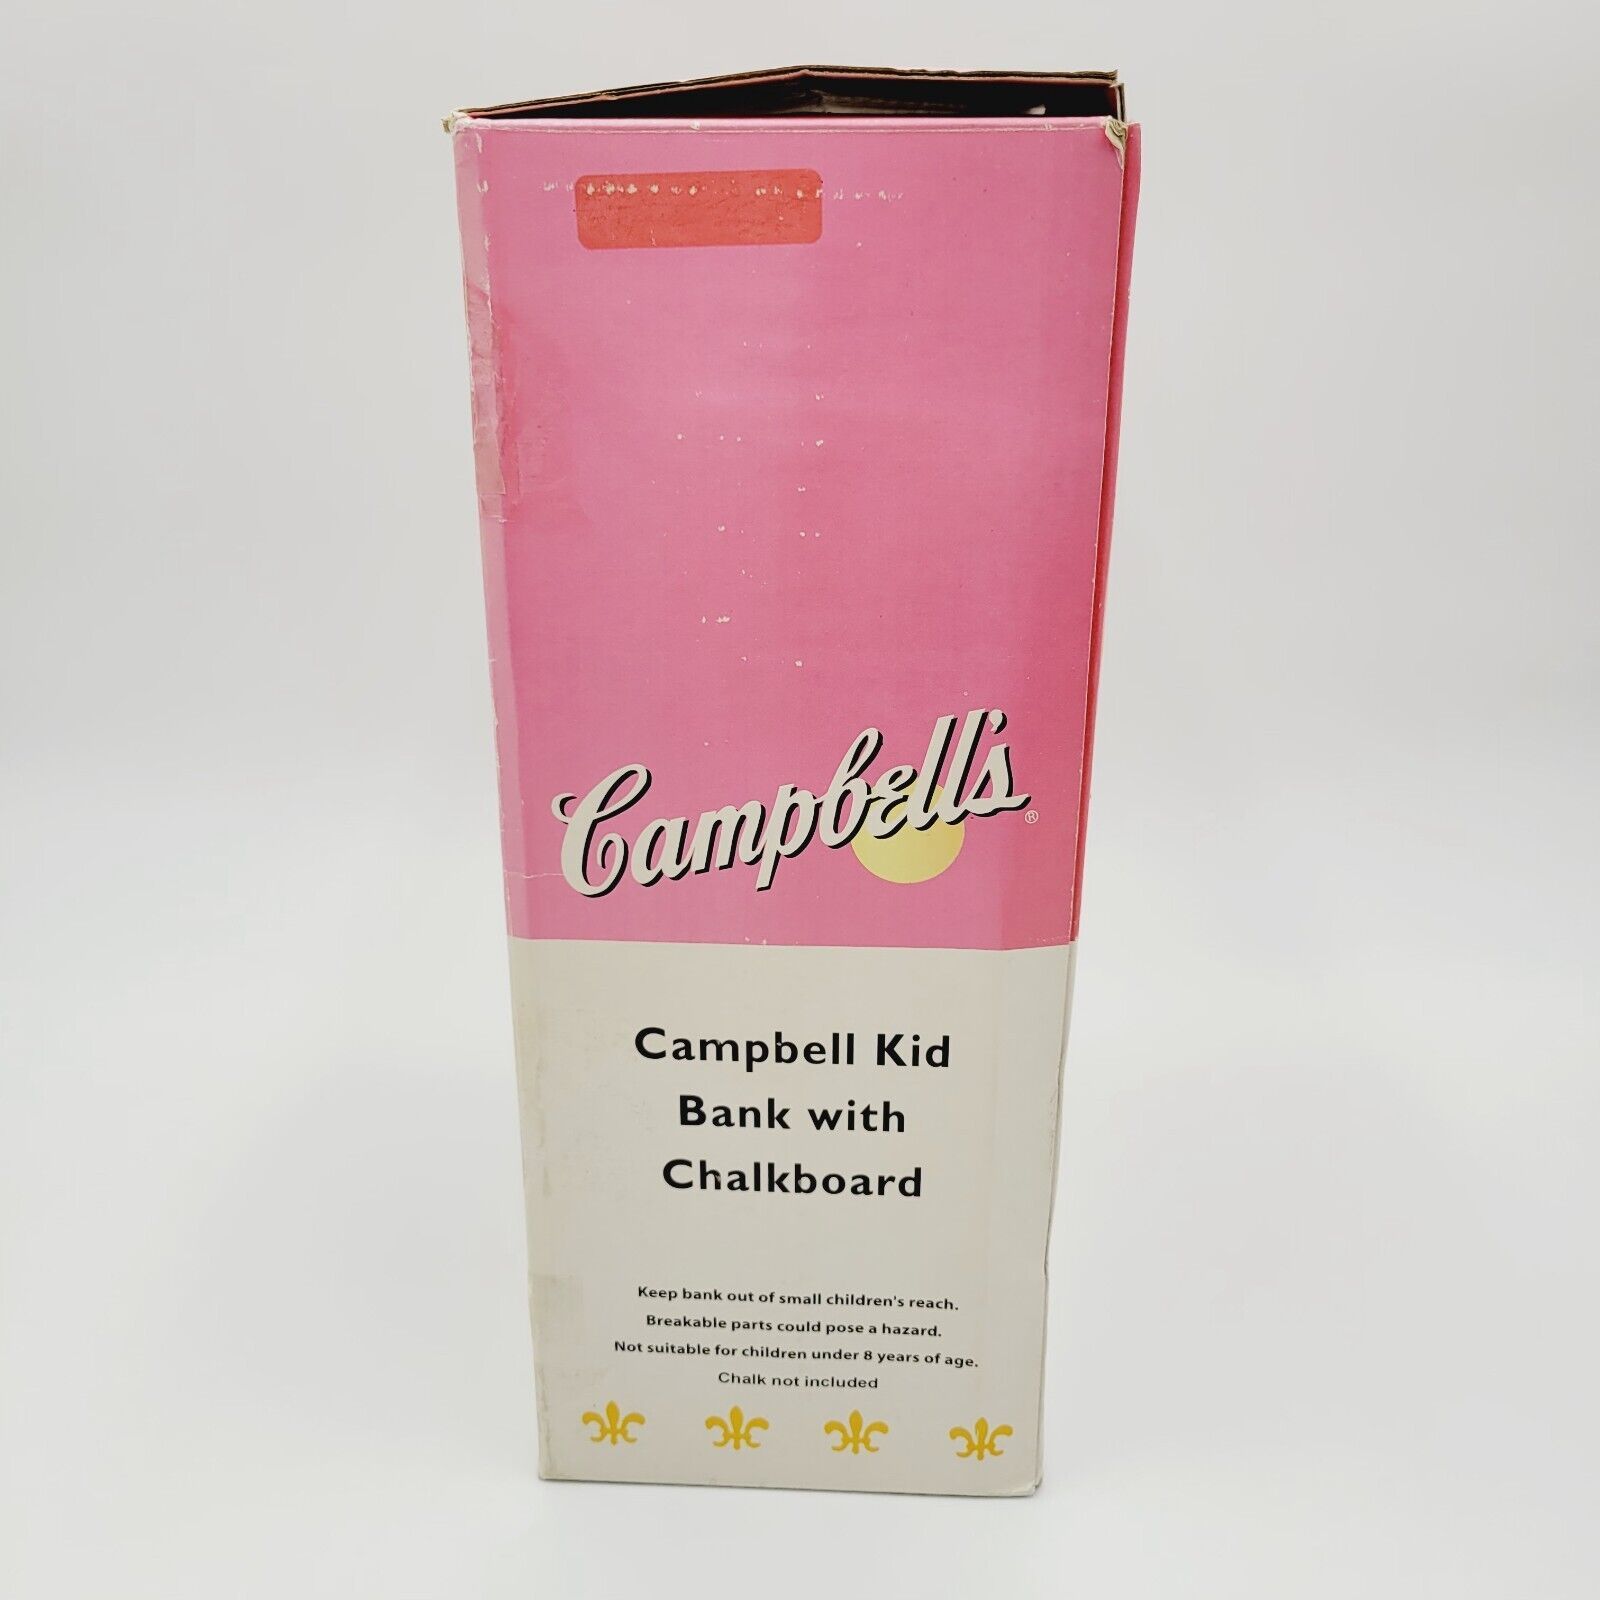 Campbell's®
Campbell Kid
Bank with
Chalkboard
Keep bank out of small children's reach.
Breakable parts could pose a hazard.
Not suitable for children under 8 years of age.
Chalk not included